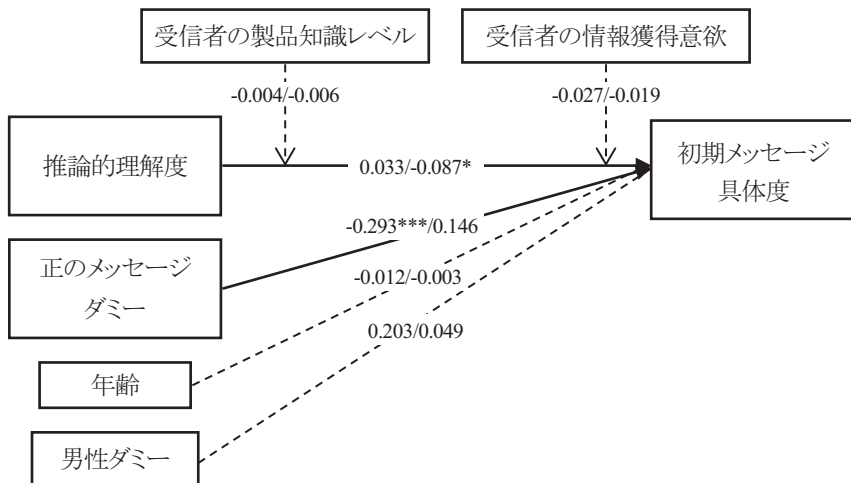 受信者の製品知識レベル
受信者の情報獲得意欲
-0.004/-0.006
-0.027/-0.019
推論的理解度
0.033/-0.087*
初期メッセージ
具体度
-0.293***/0.146
正のメッセージ
ダミー
-0.012/-0.003
0.203/0.049
年齢
男性ダミー